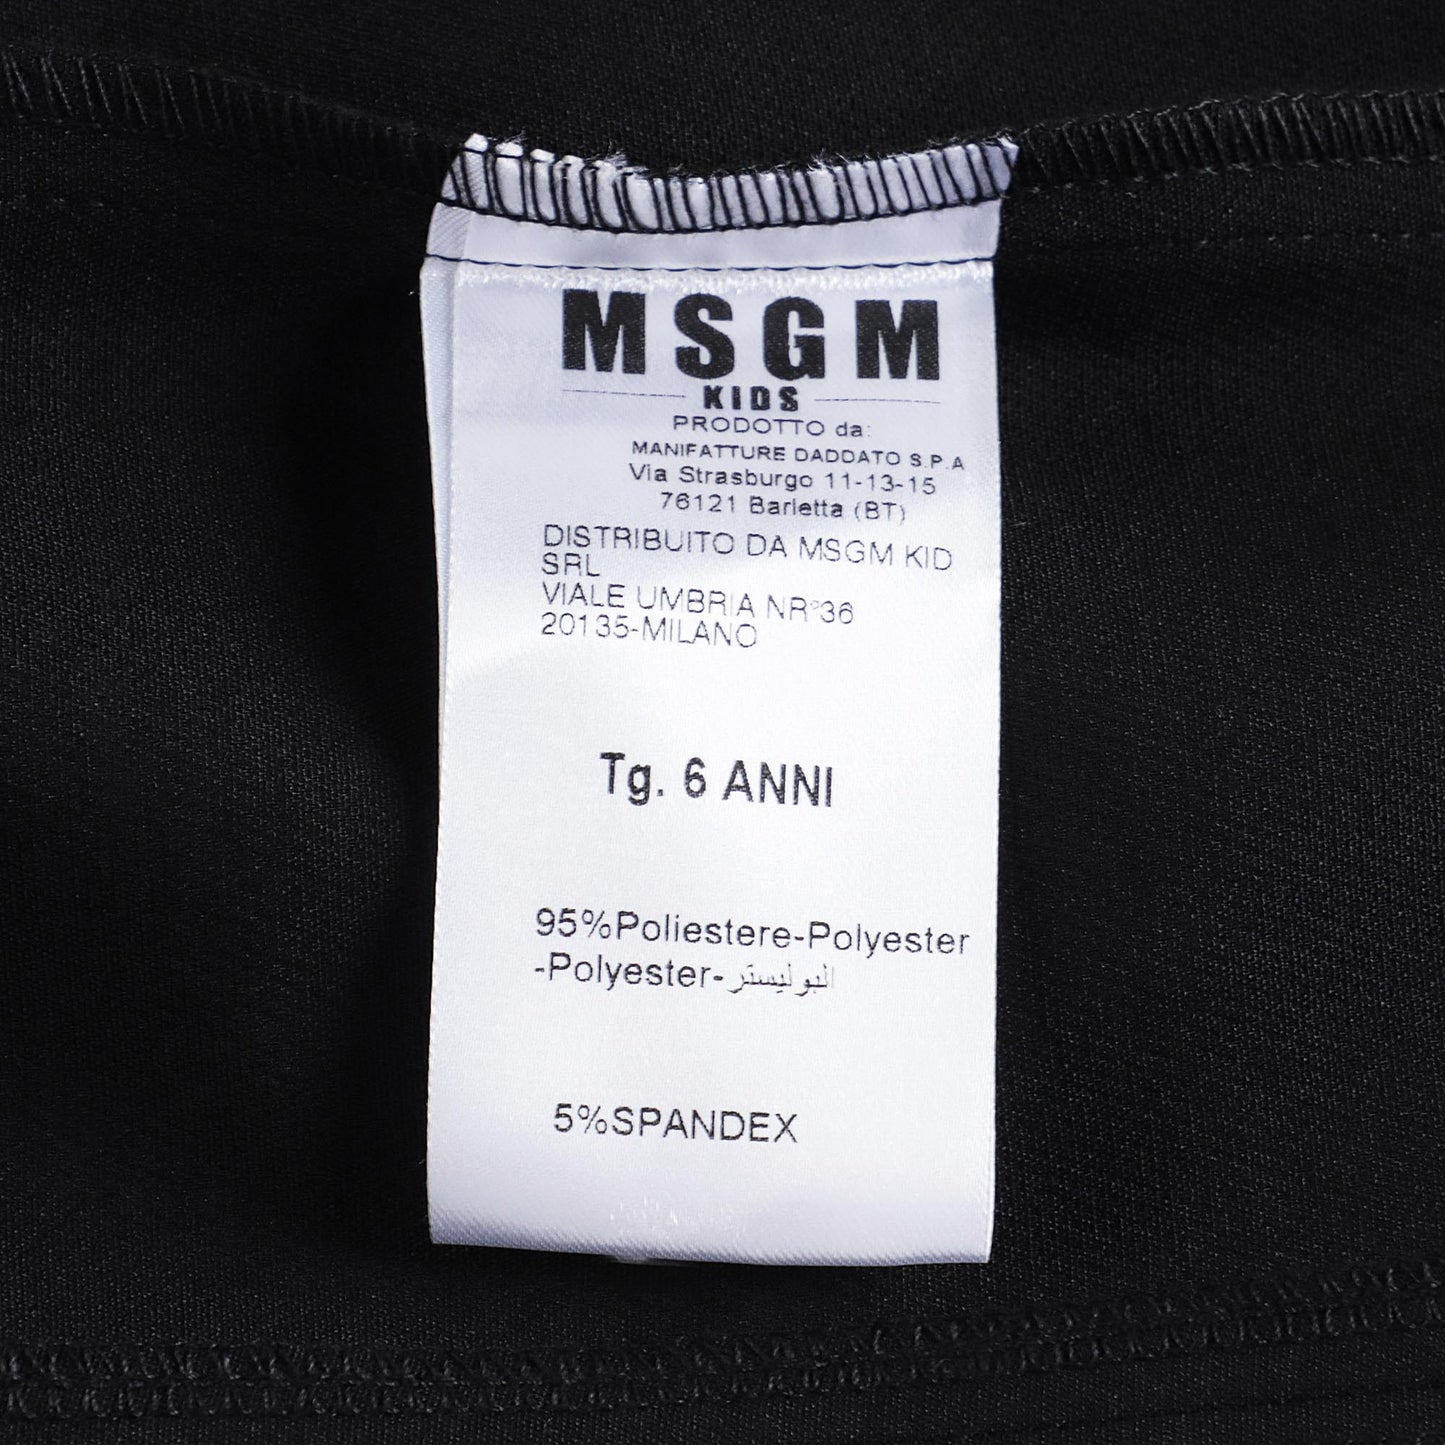 MSGM
KIDS
PRODOTTO da:
MANIFATTURE DADDATO S.P.A
Via Strasburgo 11-13-15
76121 Barletta (BT)
DISTRIBUITO DA MSGM KID
SRL
VIALE UMBRIA NR°36
20135-MILANO
Tg. 6 ANNI
95%Poliestere-Polyester
-Polyester-البوليستر
5%SPANDEX